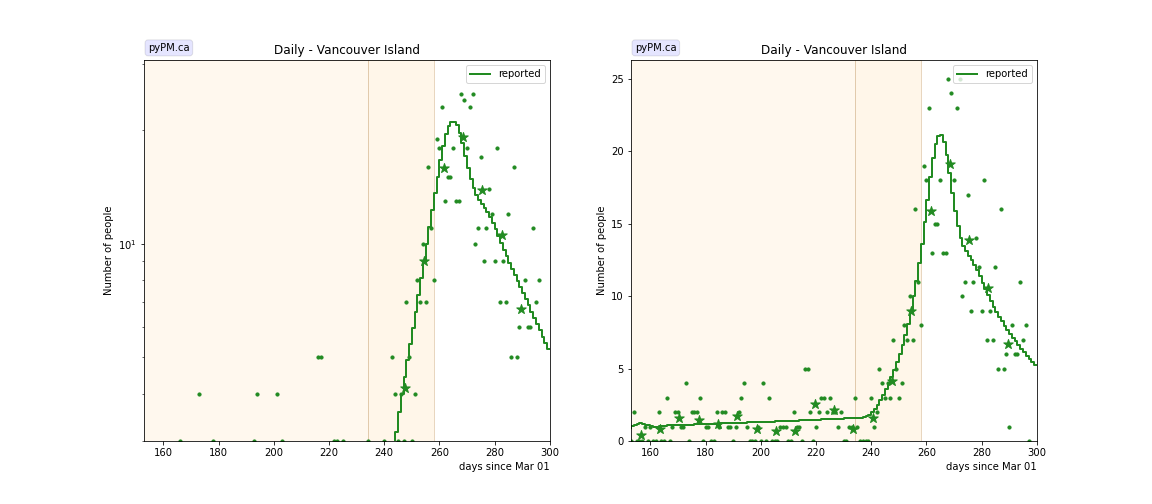 pyPM.ca
Daily - Vancouver Island
reported
Number of people
10¹
160 180 200 220 240 260 280 300
days since Mar 01
pyPM.ca
Daily - Vancouver Island
reported
Number of people
25
20
15
10
5
0
160 180 200 220 240 260 280 300
days since Mar 01